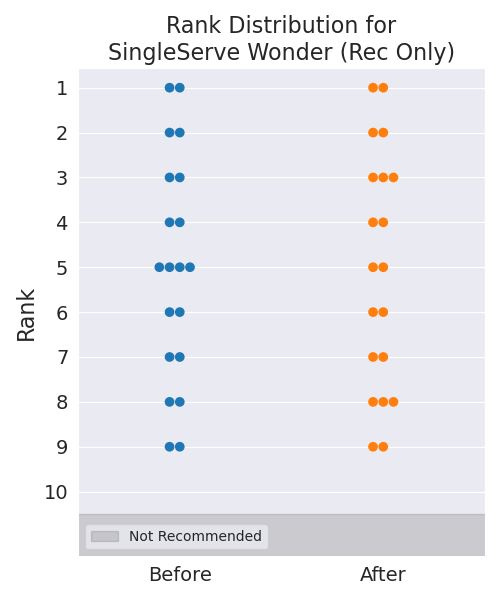 Rank Distribution for
SingleServe Wonder (Rec Only)
Rank
1
2
3
4
5
6
7
8
9
10
Not Recommended
Before
After